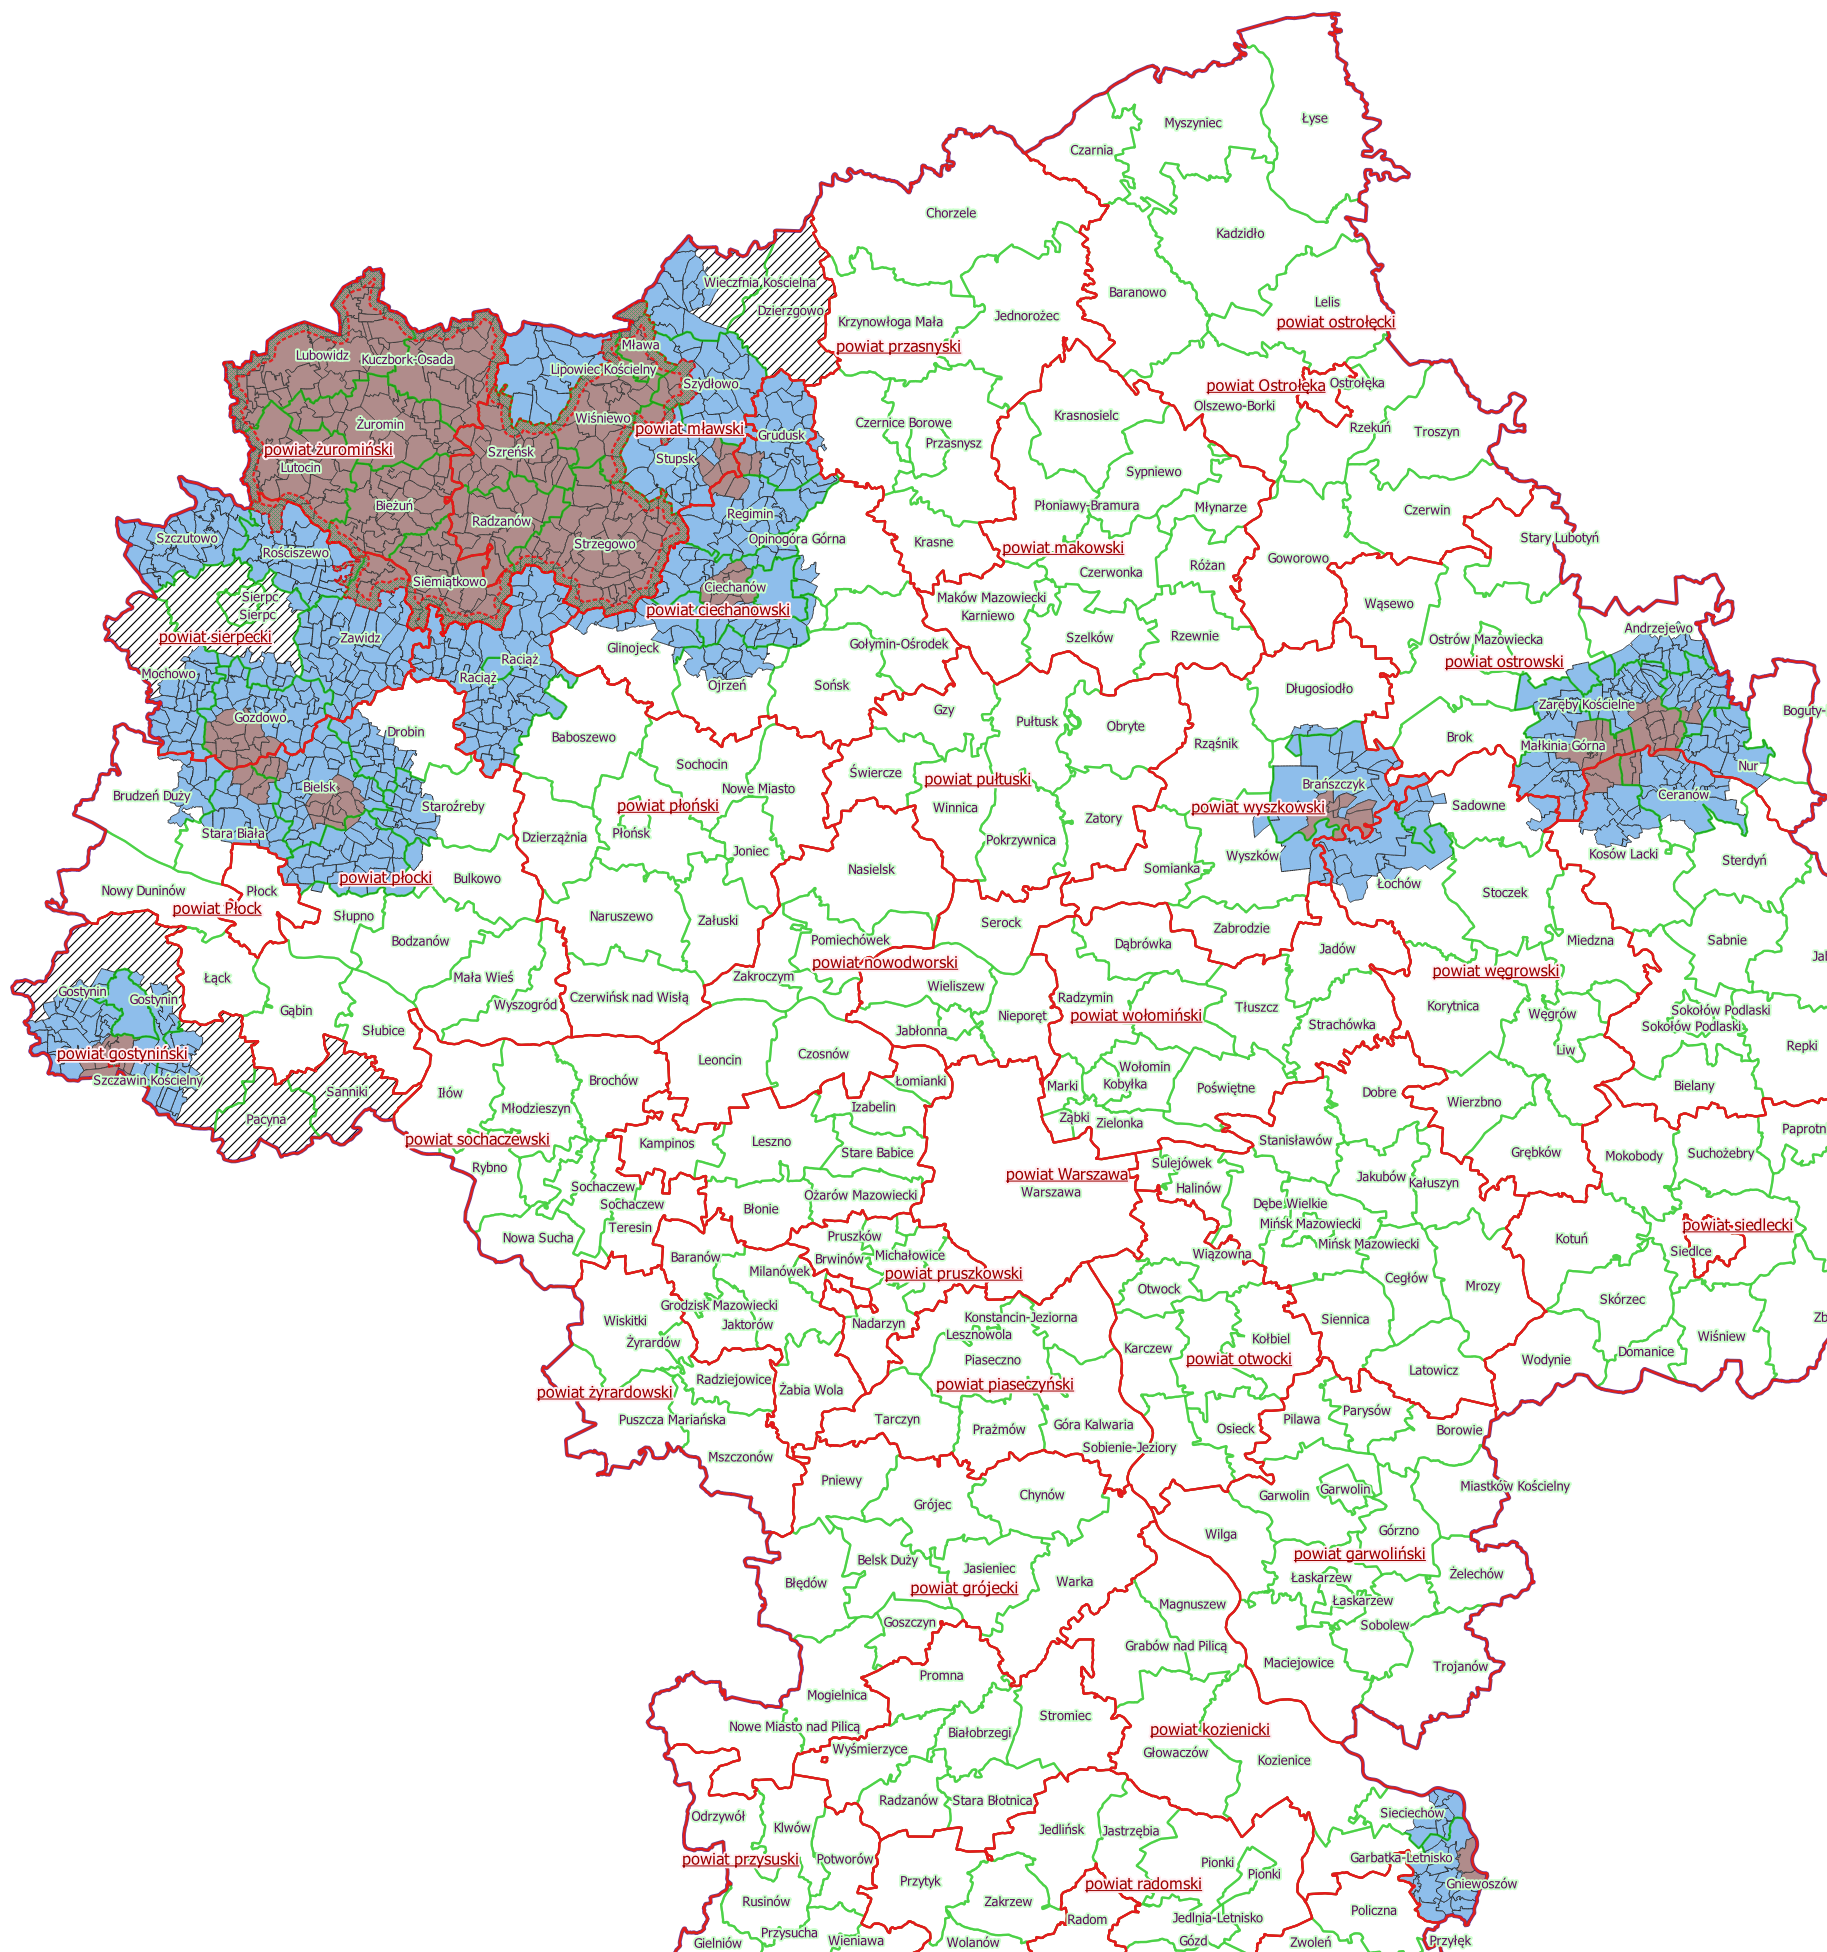 Łyse
Myszyniec
Czarnia
Chorzele
Kadzidło
Wieczfnia Kościelna
Baranowo
Lelis
Dzierzgowo
Jednorożec
Krzynowłoga Mała
powiat ostrołęcki
Mława
powiat przasnyski
Lubowidz
Kuczbork-Osada
Lipowiec Kościelny
Szydłowo
powiat Ostrołęka
Ostrołęka
Olszewo-Borki
Krasnosielc
Wiśniewo
Żuromin
Czernice Borowe
Rzekuń
Troszyn
powiat mławski
Grudusk
Przasnysz
powiat żuromiński
Szreńsk
Stupsk
Lutocin
Sypniewo
Bieżuń
Płoniawy-Bramura
Młynarze
Czerwin
Regimin
Radzanów
Szczutowo
Opinogóra Górna
Krasne
powiat makowski
Stary Lubotyń
Strzegowo
Rościszewo
Goworowo
Różan
Czerwonka
Siemiątkowo
Ciechanów
Sierpc
Maków Mazowiecki
Wąsewo
powiat ciechanowski
Sierpc
Karniewo
powiat sierpecki
Zawidz
Szelków
Rzewnie
Andrzejewo
Glinojeck
Gołymin-Ośrodek
Ostrów Mazowiecka
Raciąż
powiat ostrowski
Mochowo
Raciąż
Ojrzeń
Sońsk
Długosiodło
Gozdowo
Gzy
Pułtusk
Obryte
Zaręby Kościelne
Boguty-
Drobin
Baboszewo
Rząśnik
Brok
Małkinia Górna
Sochocin
Świercze
powiat pułtuski
Nur
Bielsk
Nowe Miasto
Brańszczyk
Brudzeń Duży
Staroźreby
powiat płoński
Winnica
powiat wyszkowski
Sadowne
Ceranów
Stara Biała
Dzierzążnia
Płońsk
Zatory
Pokrzywnica
Joniec
Wyszków
Kosów Lacki
Sterdyń
Nasielsk
Somianka
powiat płocki
Bulkowo
Łochów
Nowy Duninów
Płock
Stoczek
powiat Płock
Słupno
Naruszewo
Załuski
Serock
Zabrodzie
Bodzanów
Pomiechówek
Dąbrówka
Jadów
Miedzna
Sabnie
powiat nowodworski
Łąck
Mała Wieś
Zakroczym
powiat węgrowski
Gostynin
Gostynin
Wyszogród
Czerwińsk nad Wisłą
Wieliszew
Radzymin
Tłuszcz
Korytnica
Gąbin
powiat wołomiński
Nieporęt
Węgrów
Sokołów Podlaski
Słubice
Jabłonna
Strachówka
Sokołów Podlaski
powiat gostyniński
Leoncin
Czosnów
Liw
Repki
Szczawin Kościelny
Brochów
Łomianki
Wołomin
Marki
Kobyłka
Poświętne
Bielany
Sanniki
Iłów
Dobre
Wierzbno
Młodzieszyn
Izabelin
Pacyna
Ząbki
Zielonka
Paprotn
powiat sochaczewski
Kampinos
Leszno
Stanisławów
Stare Babice
Grębków
Mokobody
Suchożebry
Rybno
powiat Warszawa
Sulejówek
Jakubów
Kałuszyn
Sochaczew
Warszawa
Halinów
Sochaczew
Ożarów Mazowiecki
Dębe Wielkie
Błonie
Teresin
Mińsk Mazowiecki
powiat siedlecki
Nowa Sucha
Pruszków
Mińsk Mazowiecki
Kotuń
Siedlce
Baranów
Brwinów
Michałowice
Wiązowna
Milanówek
powiat pruszkowski
Cegłów
Mrozy
Otwock
Skórzec
Grodzisk Mazowiecki
Wiskitki
Jaktorów
Nadarzyn
Konstancin-Jeziorna
Siennica
Lesznowola
Wiśniew
Żyrardów
Kołbiel
Karczew
Domanice
Piaseczno
powiat otwocki
Wodynie
Radziejowice
powiat piaseczyński
Latowicz
powiat żyrardowski
Żabia Wola
Puszcza Mariańska
Tarczyn
Prażmów
Góra Kalwaria
Pilawa
Parysów
Osieck
Borowie
Sobienie-Jeziory
Mszczonów
Pniewy
Grójec
Chynów
Garwolin
Garwolin
Miastków Kościelny
Wilga
Górzno
Belsk Duży
powiat garwoliński
Jasieniec
Błędów
powiat grójecki
Warka
Łaskarzew
Żelechów
Magnuszew
Łaskarzew
Goszczyn
Sobolew
Grabów nad Pilicą
Promna
Maciejowice
Trojanów
Mogielnica
Stromiec
Nowe Miasto nad Pilicą
Białobrzegi
powiat kozienicki
Wyśmierzyce
Głowaczów
Kozienice
Radzanów
Stara Błotnica
Odrzywół
Sieciechów
Klwów
Jedlińsk
Jastrzębia
powiat przysuski
Potworów
Pionki
Garbatka-Letnisko
Przytyk
Pionki
powiat radomski
Gniewoszów
Rusinów
Zakrzew
Policzna
Radom
Jedlnia-Letnisko
Przysucha
Gielniów
Wieniawa
Wolanów
Gózd
Zwoleń
Przyłęk